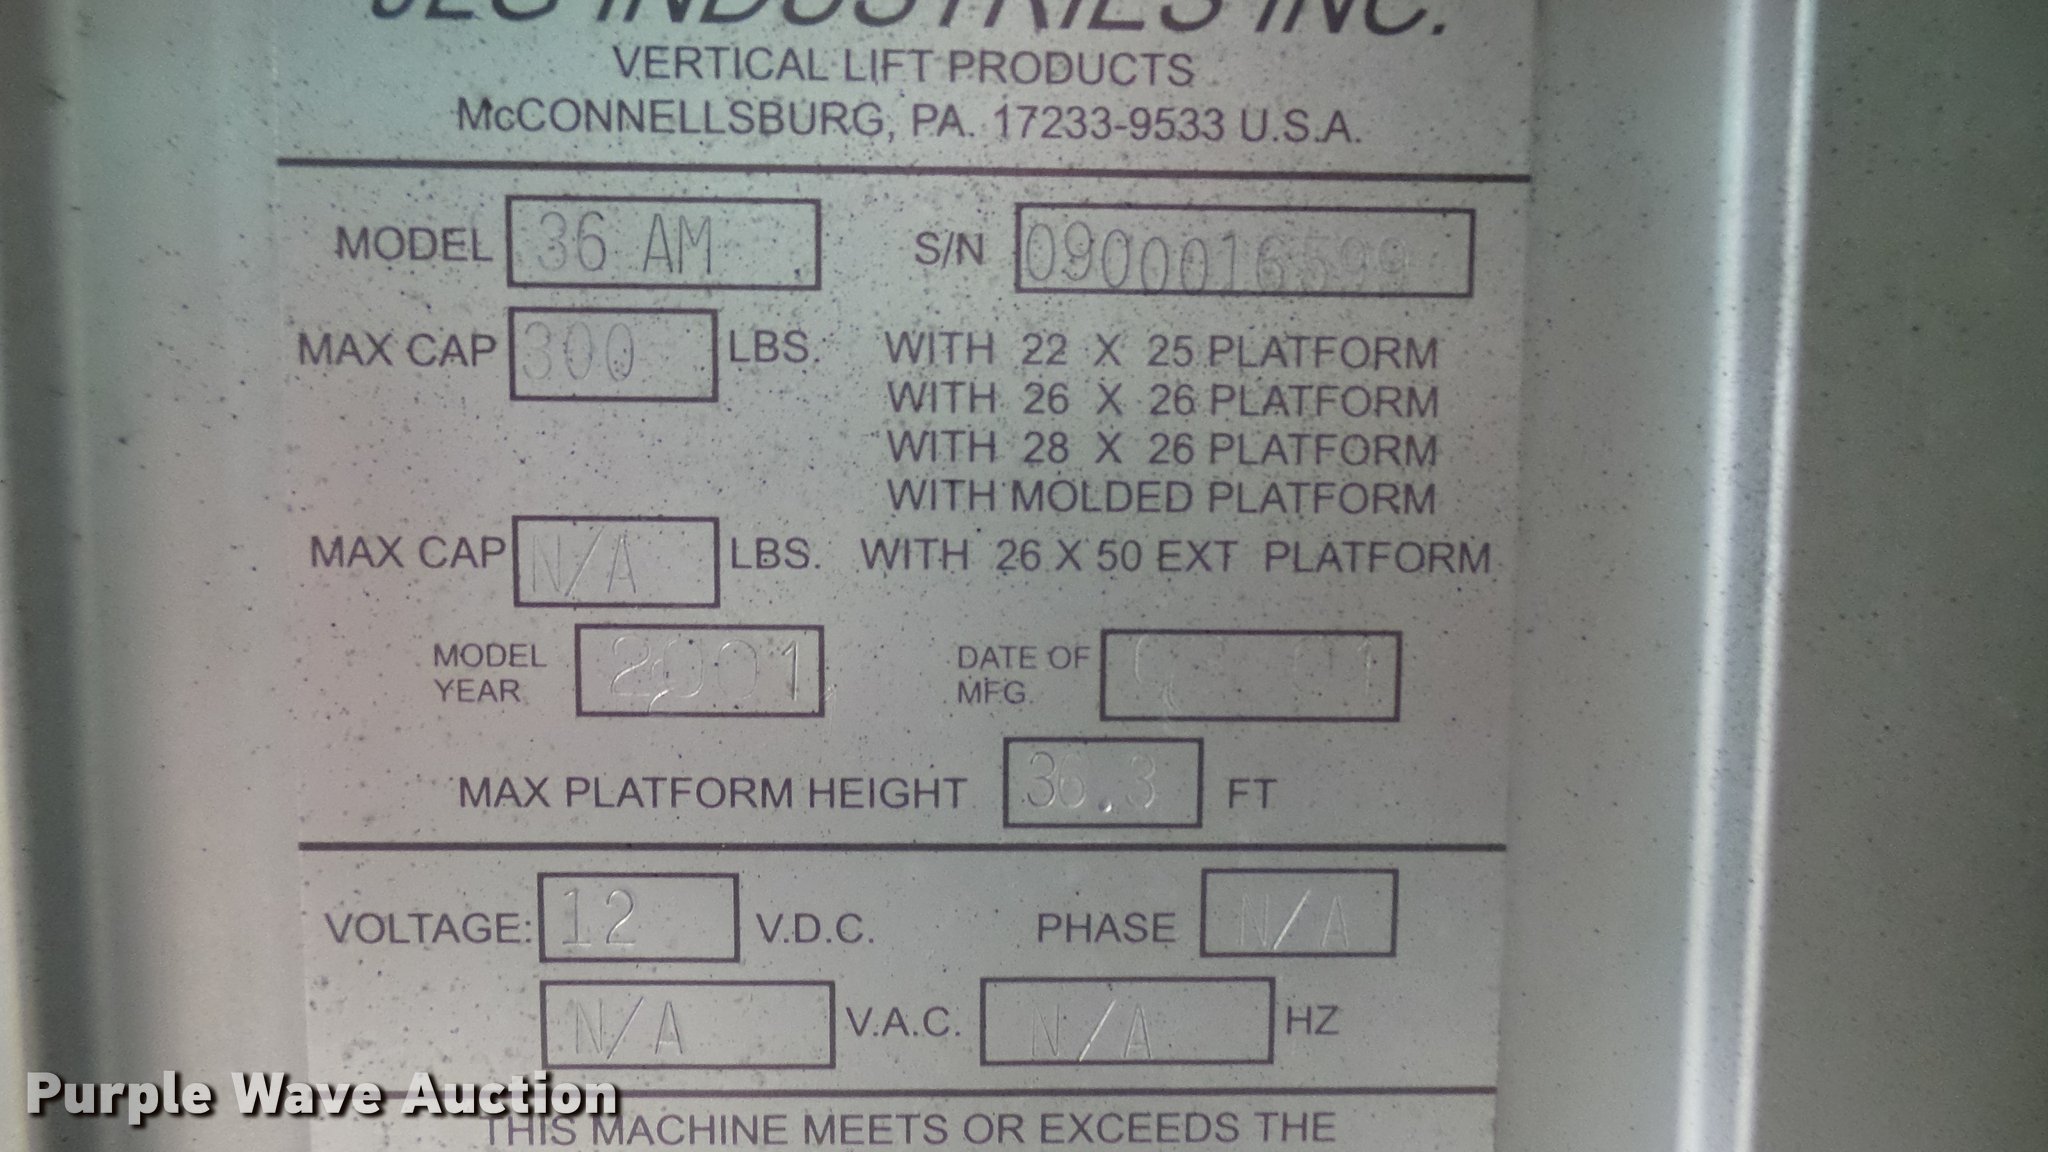 JLG INDUSTRIES INC.
VERTICAL LIFT PRODUCTS
McCONNELLSBURG, PA. 17233-9533 U.S.A.
MODEL 36 AM S/N 0900016599
MAX CAP 300 LBS. WITH 22 X 25 PLATFORM
WITH 26 X 26 PLATFORM
WITH 28 X 26 PLATFORM
WITH MOLDED PLATFORM
MAX CAP N/A LBS. WITH 26 X 50 EXT PLATFORM
MODEL YEAR 2001 DATE OF MFG.
MAX PLATFORM HEIGHT 36.3 FT
VOLTAGE: 12 V.D.C. PHASE N/A
N/A V.A.C. N/A HZ
Purple Wave Auction
THIS MACHINE MEETS OR EXCEEDS THE